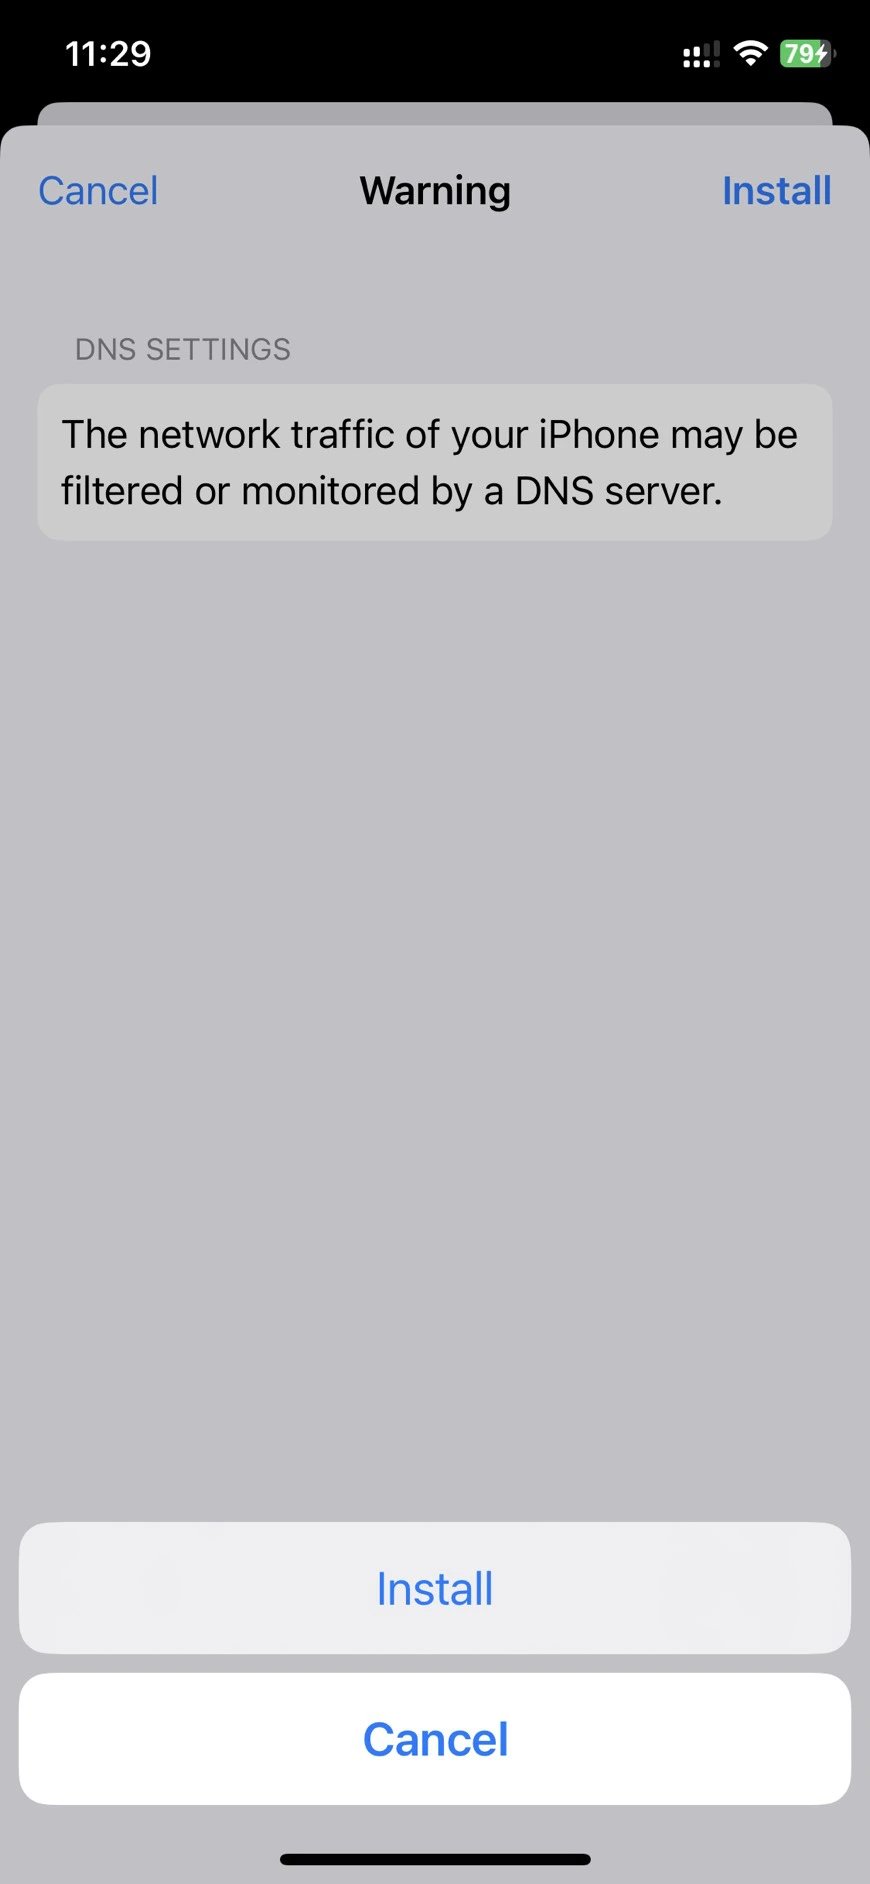 11:29
79
Cancel
Warning
Install
DNS SETTINGS
The network traffic of your iPhone may be
filtered or monitored by a DNS server.
Install
Cancel